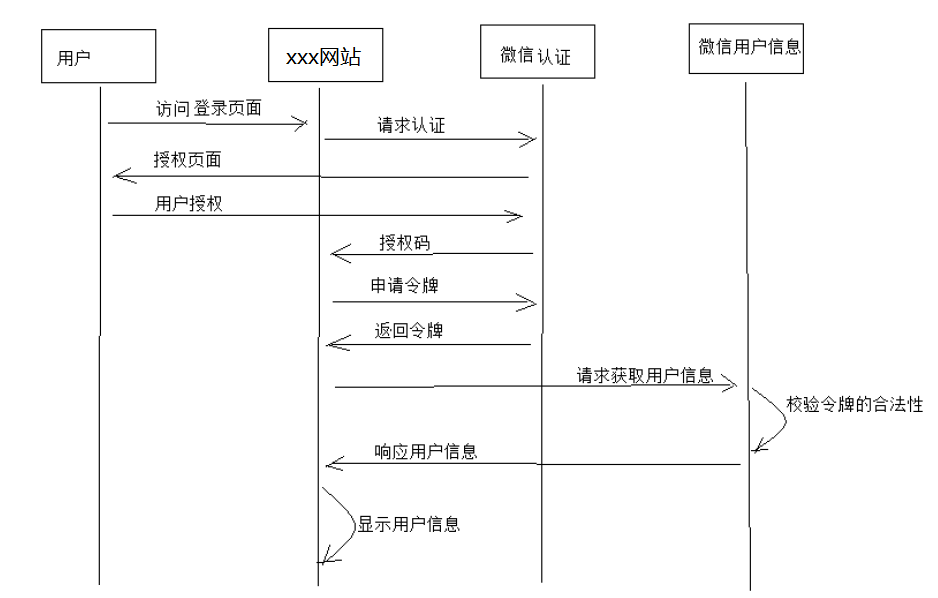 用户
xxx网站
微信认证
微信用户信息
访问 登录页面
请求认证
授权页面
用户授权
授权码
申请令牌
返回令牌
请求获取用户信息
校验令牌的合法性
响应用户信息
显示用户信息